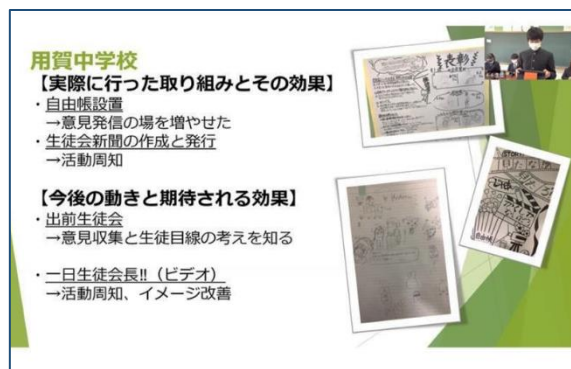 用賀中学校
【実際に行った取り組みとその効果】
・自由帳設置
→意見発信の場を増やせた
・生徒会新聞の作成と発行
→活動周知
【今後の動きと期待される効果】
・出前生徒会
→意見収集と生徒目線の考えを知る
・一日生徒会長!!（ビデオ）
→活動周知、イメージ改善
表彰